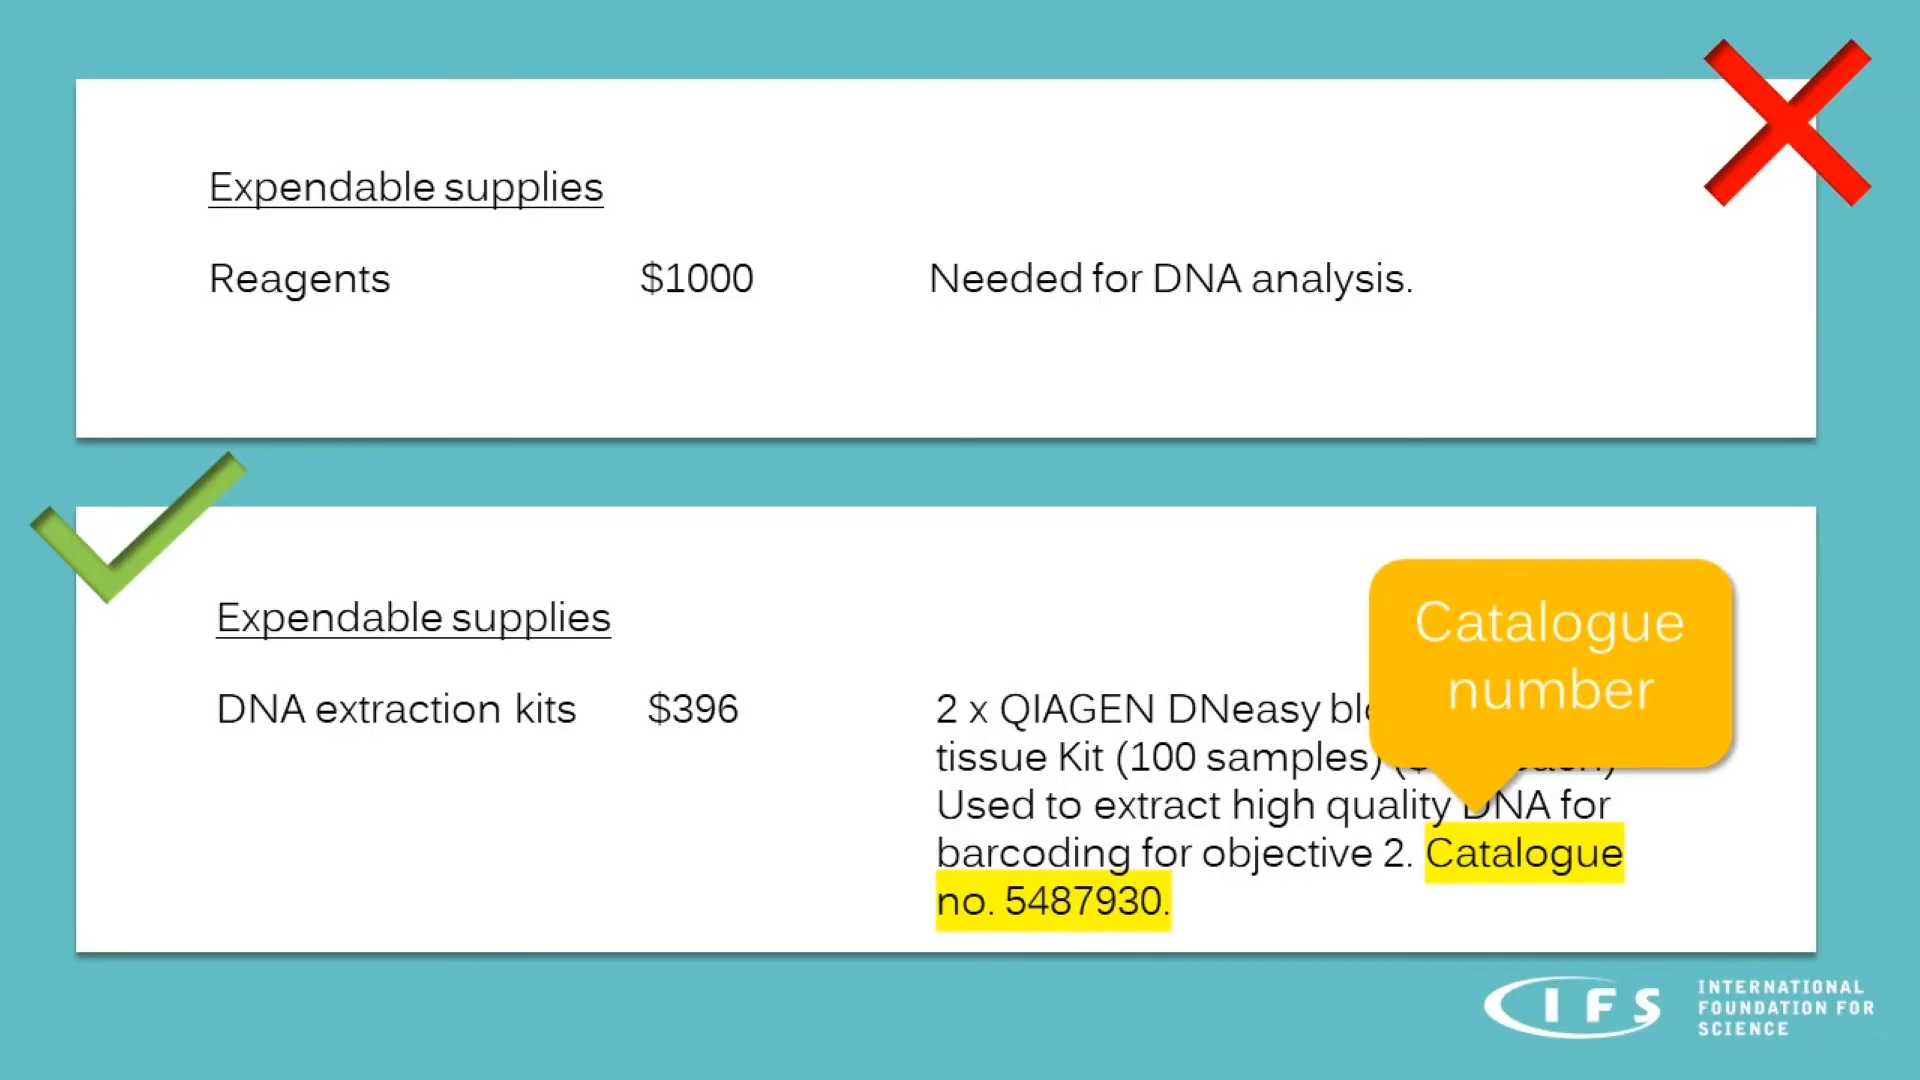 Expendable supplies
Reagents $1000 Needed for DNA analysis.
Expendable supplies
Catalogue
number
DNA extraction kits $396 2 x QIAGEN DNeasy
tissue Kit (100 samples)
Used to extract high quality DNA for
barcoding for objective 2. Catalogue
no. 5487930.
IFS
INTERNATIONAL
FOUNDATION FOR
SCIENCE